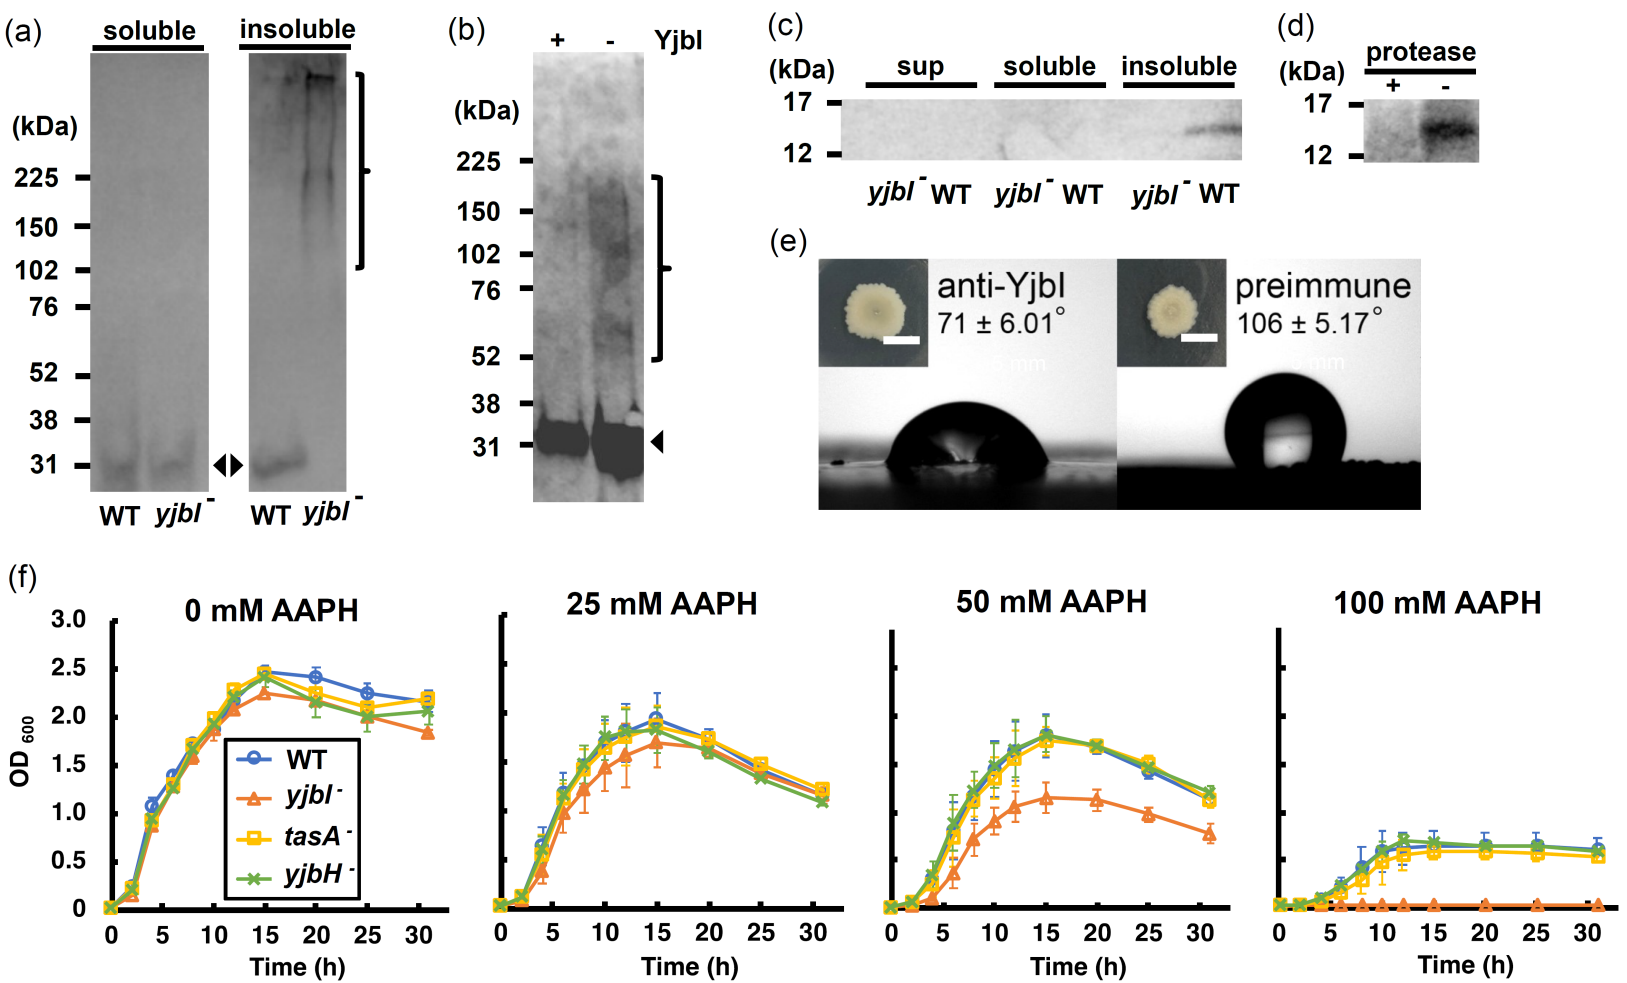 (a)
soluble insoluble
(kDa)
225
150
102
76
52
38
31
WT yjbI - WT yjbI -
(b)
+ - YjbI
(kDa)
225
150
102
76
52
38
31
(c)
(kDa) sup soluble insoluble
17
12
yjbI - WT yjbI - WT yjbI - WT
(d)
protease
(kDa) + -
17
12
(e)
anti-YjbI
71 ± 6.01°
5 mm
preimmune
106 ± 5.17°
mm
(f)
0 mM AAPH
25 mM AAPH
50 mM AAPH
100 mM AAPH
OD 600
3.0
2.5
2.0
1.5
1.0
0.5
0
WT
yjbI -
tasA -
yjbH -
0 5 10 15 20 25 30
Time (h)
0 5 10 15 20 25 30
Time (h)
0 5 10 15 20 25 30
Time (h)
0 5 10 15 20 25 30
Time (h)